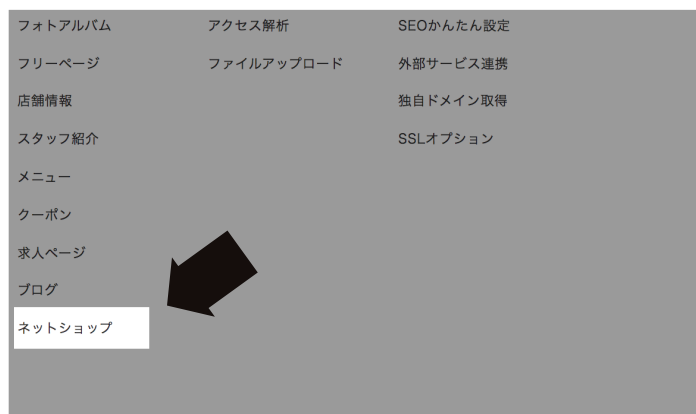 フォトアルバム
フリーページ
店舗情報
スタッフ紹介
メニュー
クーポン
求人ページ
ブログ
ネットショップ
アクセス解析
ファイルアップロード
SEOかんたん設定
外部サービス連携
独自ドメイン取得
SSLオプション